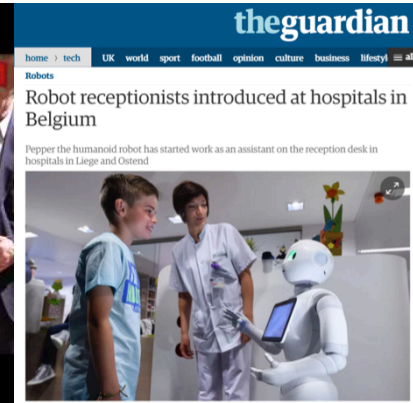 theguardian
home › tech UK world sport football opinion culture business lifestyl ≡ al
Robots
Robot receptionists introduced at hospitals in
Belgium
Pepper the humanoid robot has started work as an assistant on the reception desk in
hospitals in Liege and Ostend